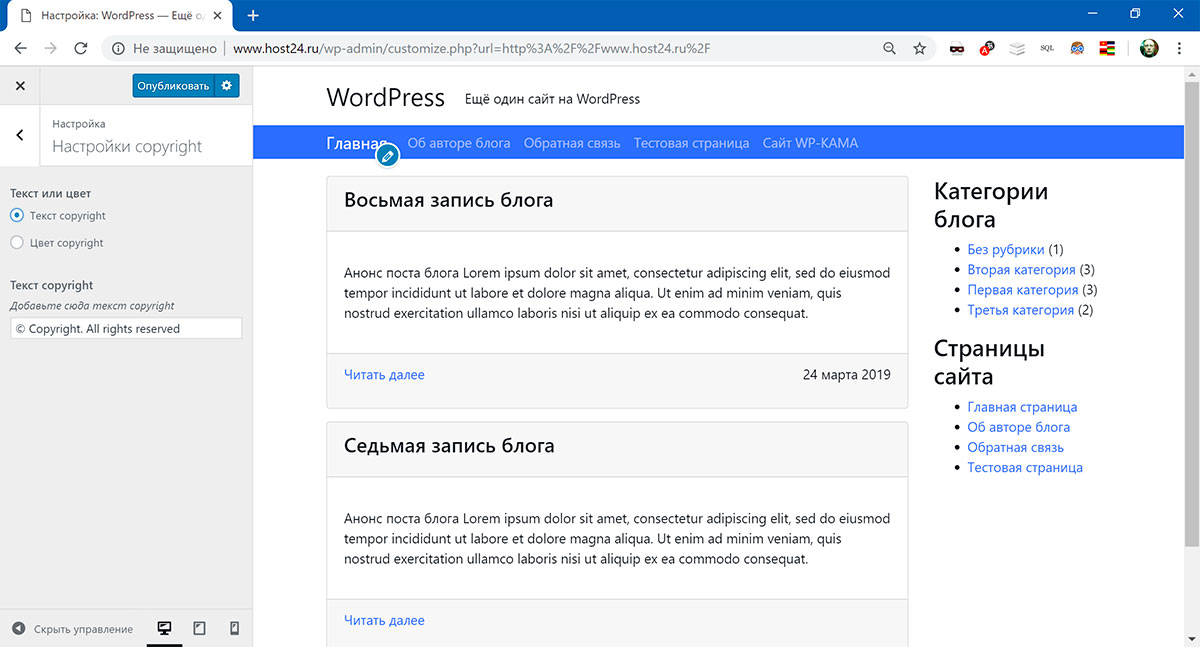 Настройка: WordPress — Ещё о
Не защищено | www.host24.ru/wp-admin/customize.php?url=http%3A%2F%2Fwww.host24.ru%2F
SQL
Опубликовать
Настройка
Настройки copyright
Текст или цвет
Текст copyright
Цвет copyright
Текст copyright
Добавьте сюда текст copyright
© Copyright. All rights reserved
Скрыть управление
WordPress Ещё один сайт на WordPress
Главная Об авторе блога Обратная связь Тестовая страница Сайт WP-KAMA
Восьмая запись блога
Анонс поста блога Lorem ipsum dolor sit amet, consectetur adipiscing elit, sed do eiusmod
tempor incididunt ut labore et dolore magna aliqua. Ut enim ad minim veniam, quis
nostrud exercitation ullamco laboris nisi ut aliquip ex ea commodo consequat.
Читать далее 24 марта 2019
Седьмая запись блога
Анонс поста блога Lorem ipsum dolor sit amet, consectetur adipiscing elit, sed do eiusmod
tempor incididunt ut labore et dolore magna aliqua. Ut enim ad minim veniam, quis
nostrud exercitation ullamco laboris nisi ut aliquip ex ea commodo consequat.
Читать далее
Категории
блога
Без рубрики (1)
Вторая категория (3)
Первая категория (3)
Третья категория (2)
Страницы
сайта
Главная страница
Об авторе блога
Обратная связь
Тестовая страница